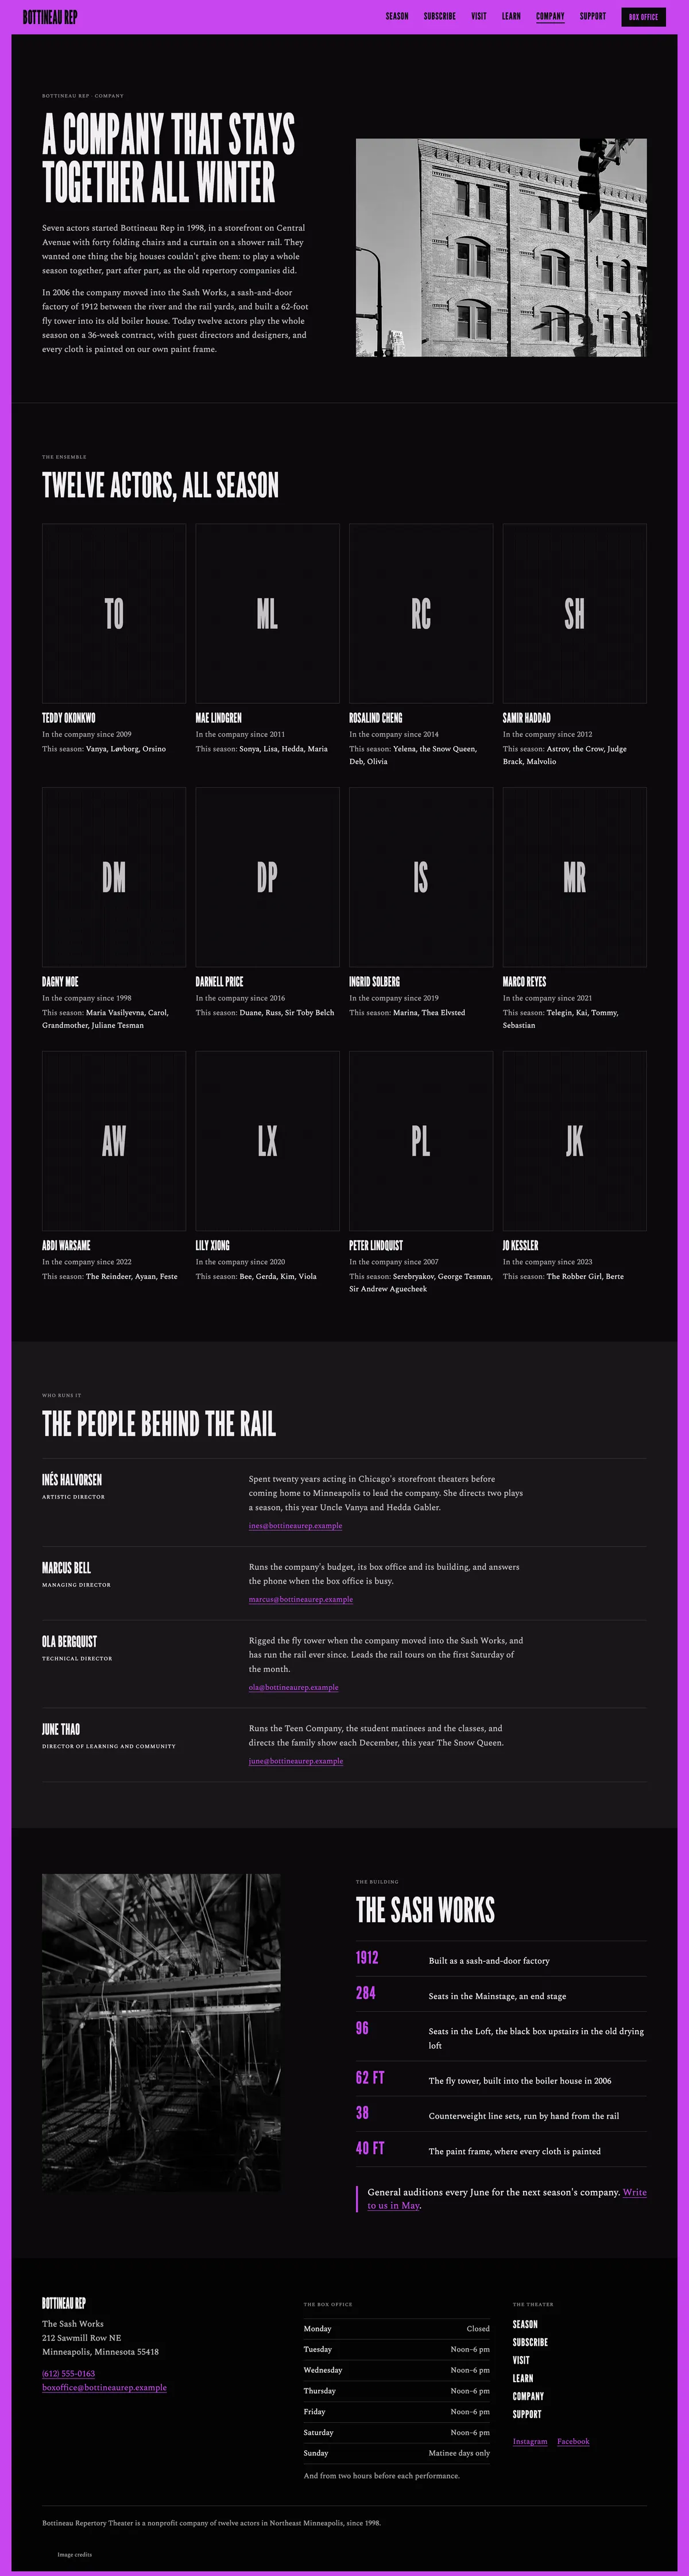 BOTTINEAU REP
SEASON SUBSCRIBE VISIT LEARN COMPANY SUPPORT BOX OFFICE
BOTTINEAU REP · COMPANY
A COMPANY THAT STAYS
TOGETHER ALL WINTER
Seven actors started Bottineau Rep in 1998, in a storefront on Central
Avenue with forty folding chairs and a curtain on a shower rail. They
wanted one thing the big houses couldn't give them: to play a whole
season together, part after part, as the old repertory companies did.
In 2006 the company moved into the Sash Works, a sash-and-door
factory of 1912 between the river and the rail yards, and built a 62-foot
fly tower into its old boiler house. Today twelve actors play the whole
season on a 36-week contract, with guest directors and designers, and
every cloth is painted on our own paint frame.
THE ENSEMBLE
TWELVE ACTORS, ALL SEASON
TO
TEDDY OKONKWO
In the company since 2009
This season: Vanya, Løvborg, Orsino
ML
MAE LINDGREN
In the company since 2011
This season: Sonya, Lisa, Hedda, Maria
RC
ROSALIND CHENG
In the company since 2014
This season: Yelena, the Snow Queen,
Deb, Olivia
SH
SAMIR HADDAD
In the company since 2012
This season: Astrov, the Crow, Judge
Brack, Malvolio
DM
DAGNY MOE
In the company since 1998
This season: Maria Vasilyevna, Carol,
Grandmother, Juliane Tesman
DP
DARNELL PRICE
In the company since 2016
This season: Duane, Russ, Sir Toby Belch
IS
INGRID SOLBERG
In the company since 2019
This season: Marina, Thea Elvsted
MR
MARCO REYES
In the company since 2021
This season: Telegin, Kai, Tommy,
Sebastian
AW
ABDI WARSAME
In the company since 2022
This season: The Reindeer, Ayaan, Feste
LX
LILY XIONG
In the company since 2020
This season: Bee, Gerda, Kim, Viola
PL
PETER LINDQUIST
In the company since 2007
This season: Serebryakov, George Tesman,
Sir Andrew Aguecheek
JK
JO KESSLER
In the company since 2023
This season: The Robber Girl, Berte
WHO RUNS IT
THE PEOPLE BEHIND THE RAIL
INÉS HALVORSEN
ARTISTIC DIRECTOR
Spent twenty years acting in Chicago's storefront theaters before
coming home to Minneapolis to lead the company. She directs two plays
a season, this year Uncle Vanya and Hedda Gabler.
ines@bottineaurep.example
MARCUS BELL
MANAGING DIRECTOR
Runs the company's budget, its box office and its building, and answers
the phone when the box office is busy.
marcus@bottineaurep.example
OLA BERGQUIST
TECHNICAL DIRECTOR
Rigged the fly tower when the company moved into the Sash Works, and
has run the rail ever since. Leads the rail tours on the first Saturday of
the month.
ola@bottineaurep.example
JUNE THAO
DIRECTOR OF LEARNING AND COMMUNITY
Runs the Teen Company, the student matinees and the classes, and
directs the family show each December, this year The Snow Queen.
june@bottineaurep.example
THE BUILDING
THE SASH WORKS
1912 Built as a sash-and-door factory
284 Seats in the Mainstage, an end stage
96 Seats in the Loft, the black box upstairs in the old drying
loft
62 FT The fly tower, built into the boiler house in 2006
38 Counterweight line sets, run by hand from the rail
40 FT The paint frame, where every cloth is painted
General auditions every June for the next season's company. Write
to us in May.
BOTTINEAU REP
The Sash Works
212 Sawmill Row NE
Minneapolis, Minnesota 55418
(612) 555-0163
boxoffice@bottineaurep.example
THE BOX OFFICE
Monday Closed
Tuesday Noon–6 pm
Wednesday Noon–6 pm
Thursday Noon–6 pm
Friday Noon–6 pm
Saturday Noon–6 pm
Sunday Matinee days only
And from two hours before each performance.
THE THEATER
SEASON
SUBSCRIBE
VISIT
LEARN
COMPANY
SUPPORT
Instagram Facebook
Bottineau Repertory Theater is a nonprofit company of twelve actors in Northeast Minneapolis, since 1998.
Image credits